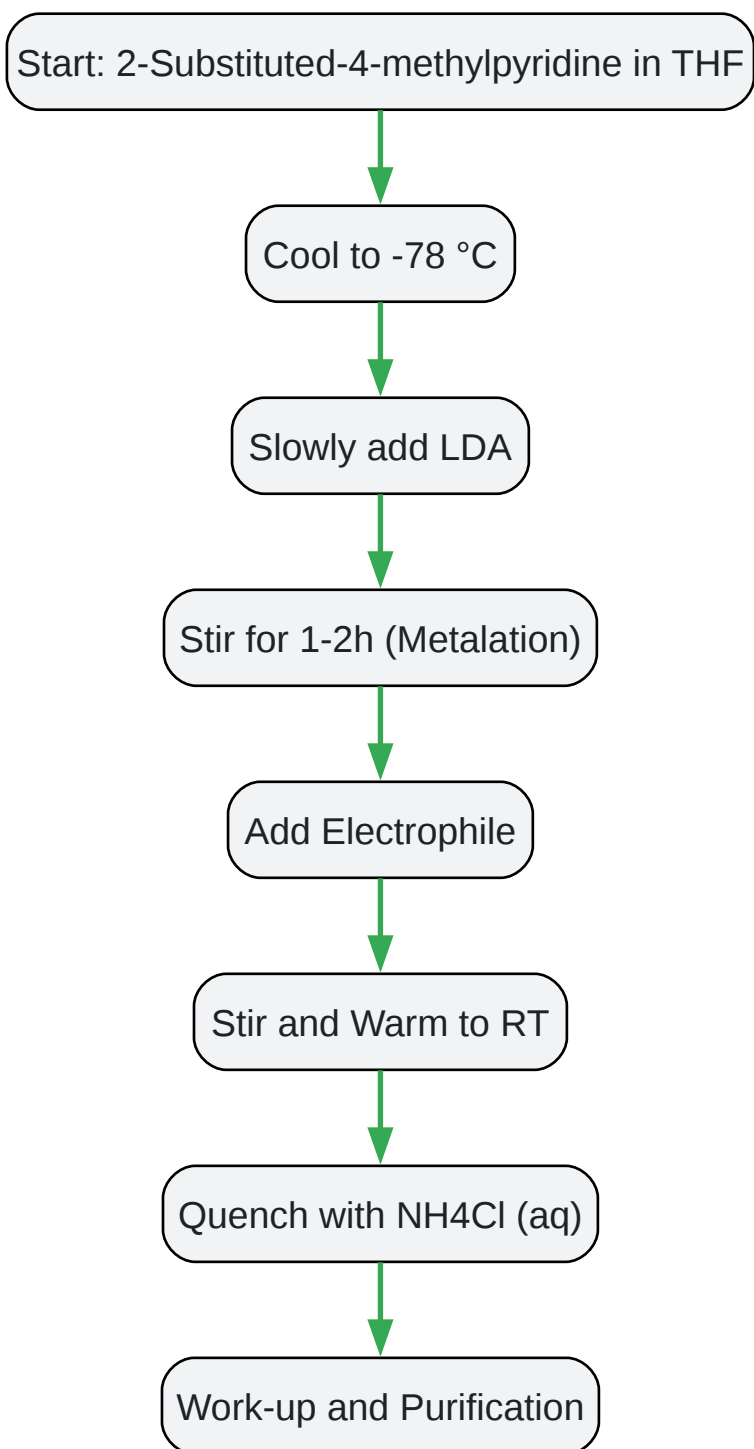 Start: 2-Substituted-4-methylpyridine in THF
Cool to -78 °C
Slowly add LDA
Stir for 1-2h (Metalation)
Add Electrophile
Stir and Warm to RT
Quench with NH4Cl (aq)
Work-up and Purification